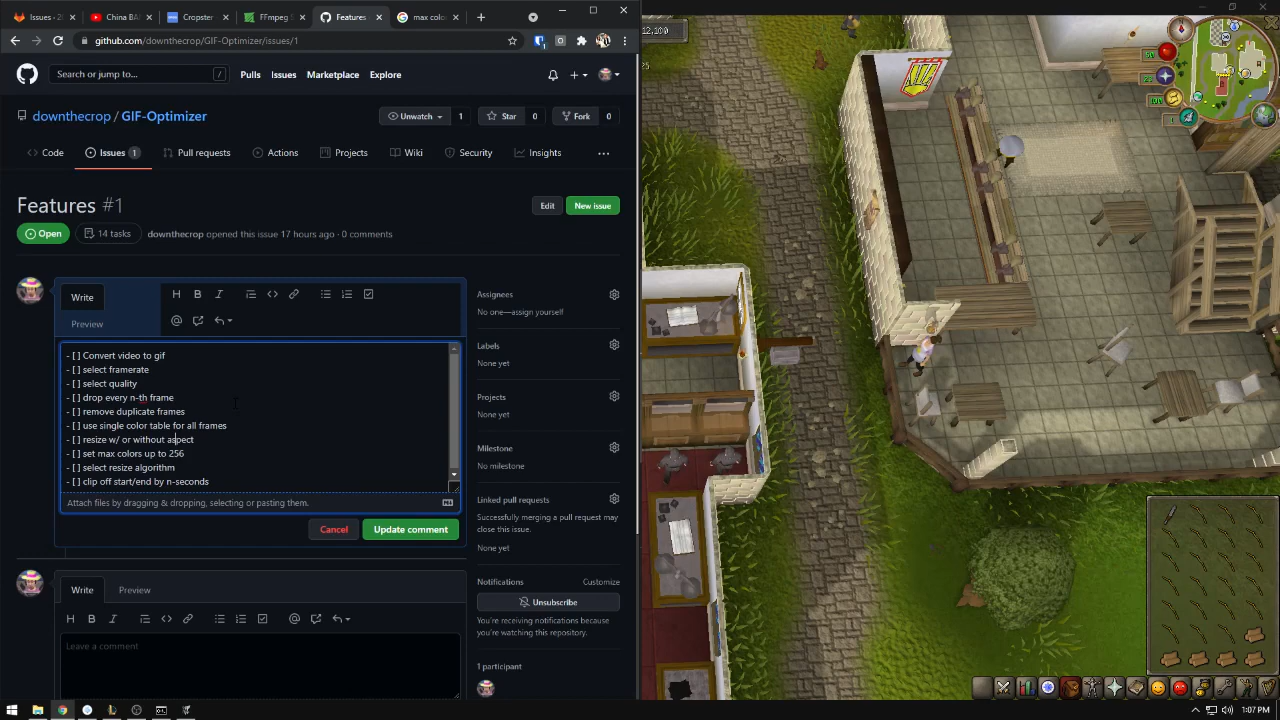 Issues · 20
China BA
Cropster
FFmpeg S
Features
max colo
github.com/downthecrop/GIF-Optimizer/issues/1
Search or jump to...
/
Pulls
Issues
Marketplace
Explore
downthecrop / GIF-Optimizer
Unwatch
1
Star
0
Fork
0
Code
Issues 1
Pull requests
Actions
Projects
Wiki
Security
Insights
Features #1
Edit
New issue
Open
14 tasks
downthecrop opened this issue 17 hours ago · 0 comments
Write
Preview
- [ ] Convert video to gif
- [ ] select framerate
- [ ] select quality
- [ ] drop every n-th frame
- [ ] remove duplicate frames
- [ ] use single color table for all frames
- [ ] resize w/ or without aspect
- [ ] set max colors up to 256
- [ ] select resize algorithm
- [ ] clip off start/end by n-seconds
Attach files by dragging & dropping, selecting or pasting them.
Cancel
Update comment
Assignees
No one—assign yourself
Labels
None yet
Projects
None yet
Milestone
No milestone
Linked pull requests
Successfully merging a pull request may
close this issue.
None yet
Notifications
Customize
Unsubscribe
You're receiving notifications because
you're watching this repository.
1 participant
Write
Preview
Leave a comment
1:07 PM